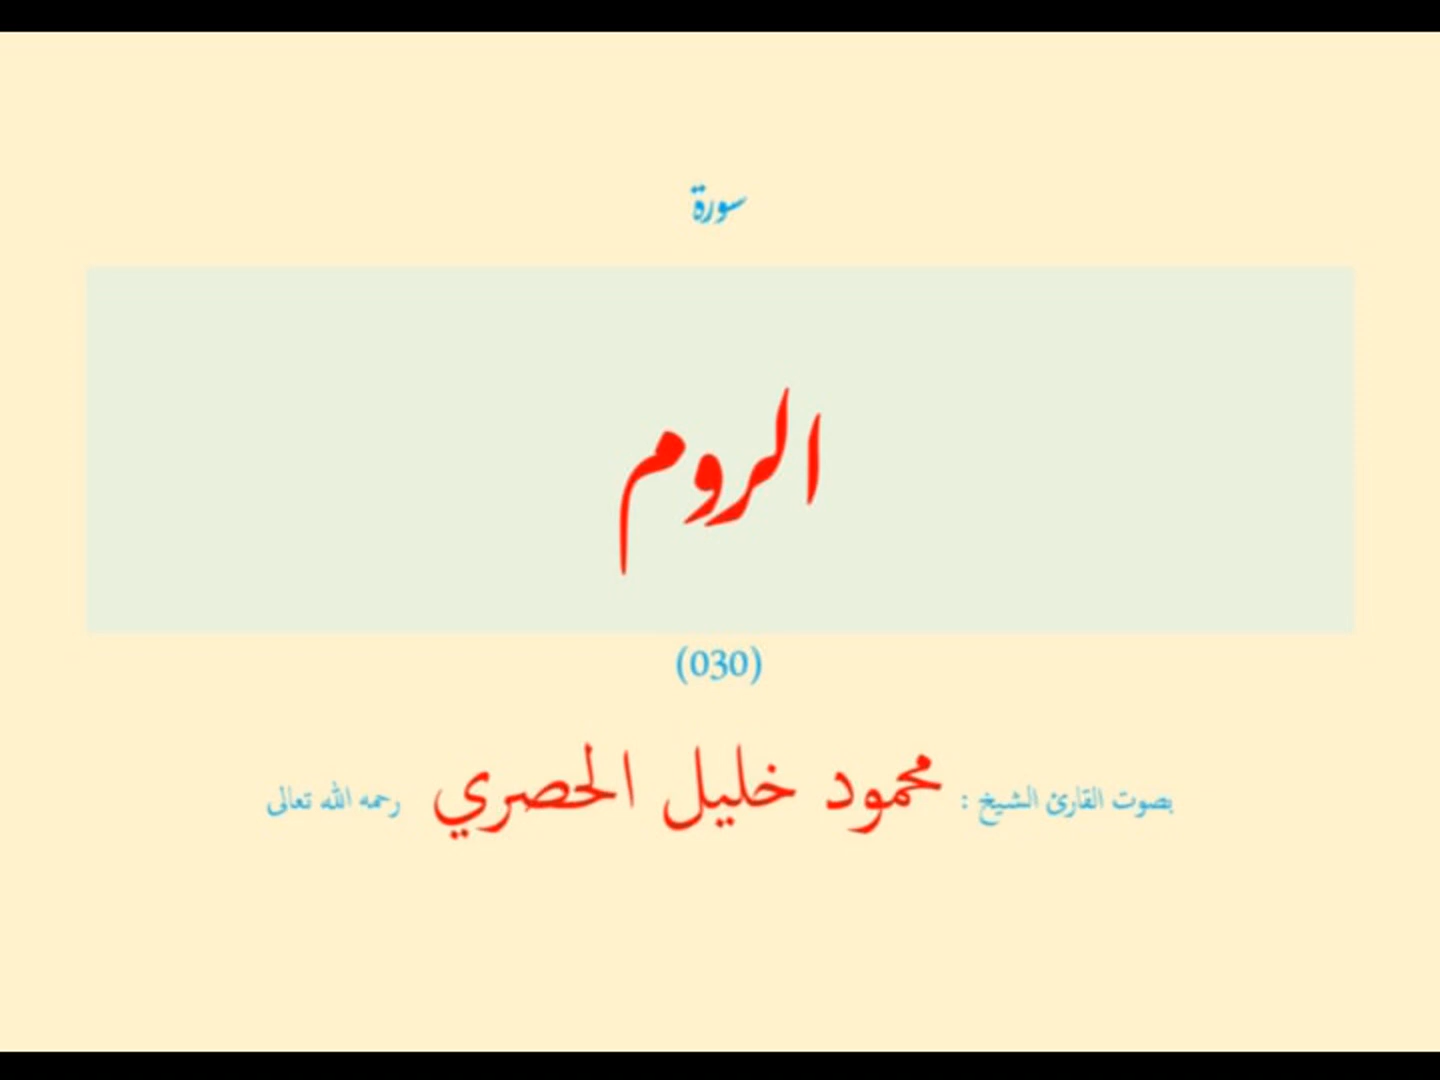 سورة
الروم
(030)
بصوت القارئ الشيخ : محمود خليل الحصري رحمه الله تعالى